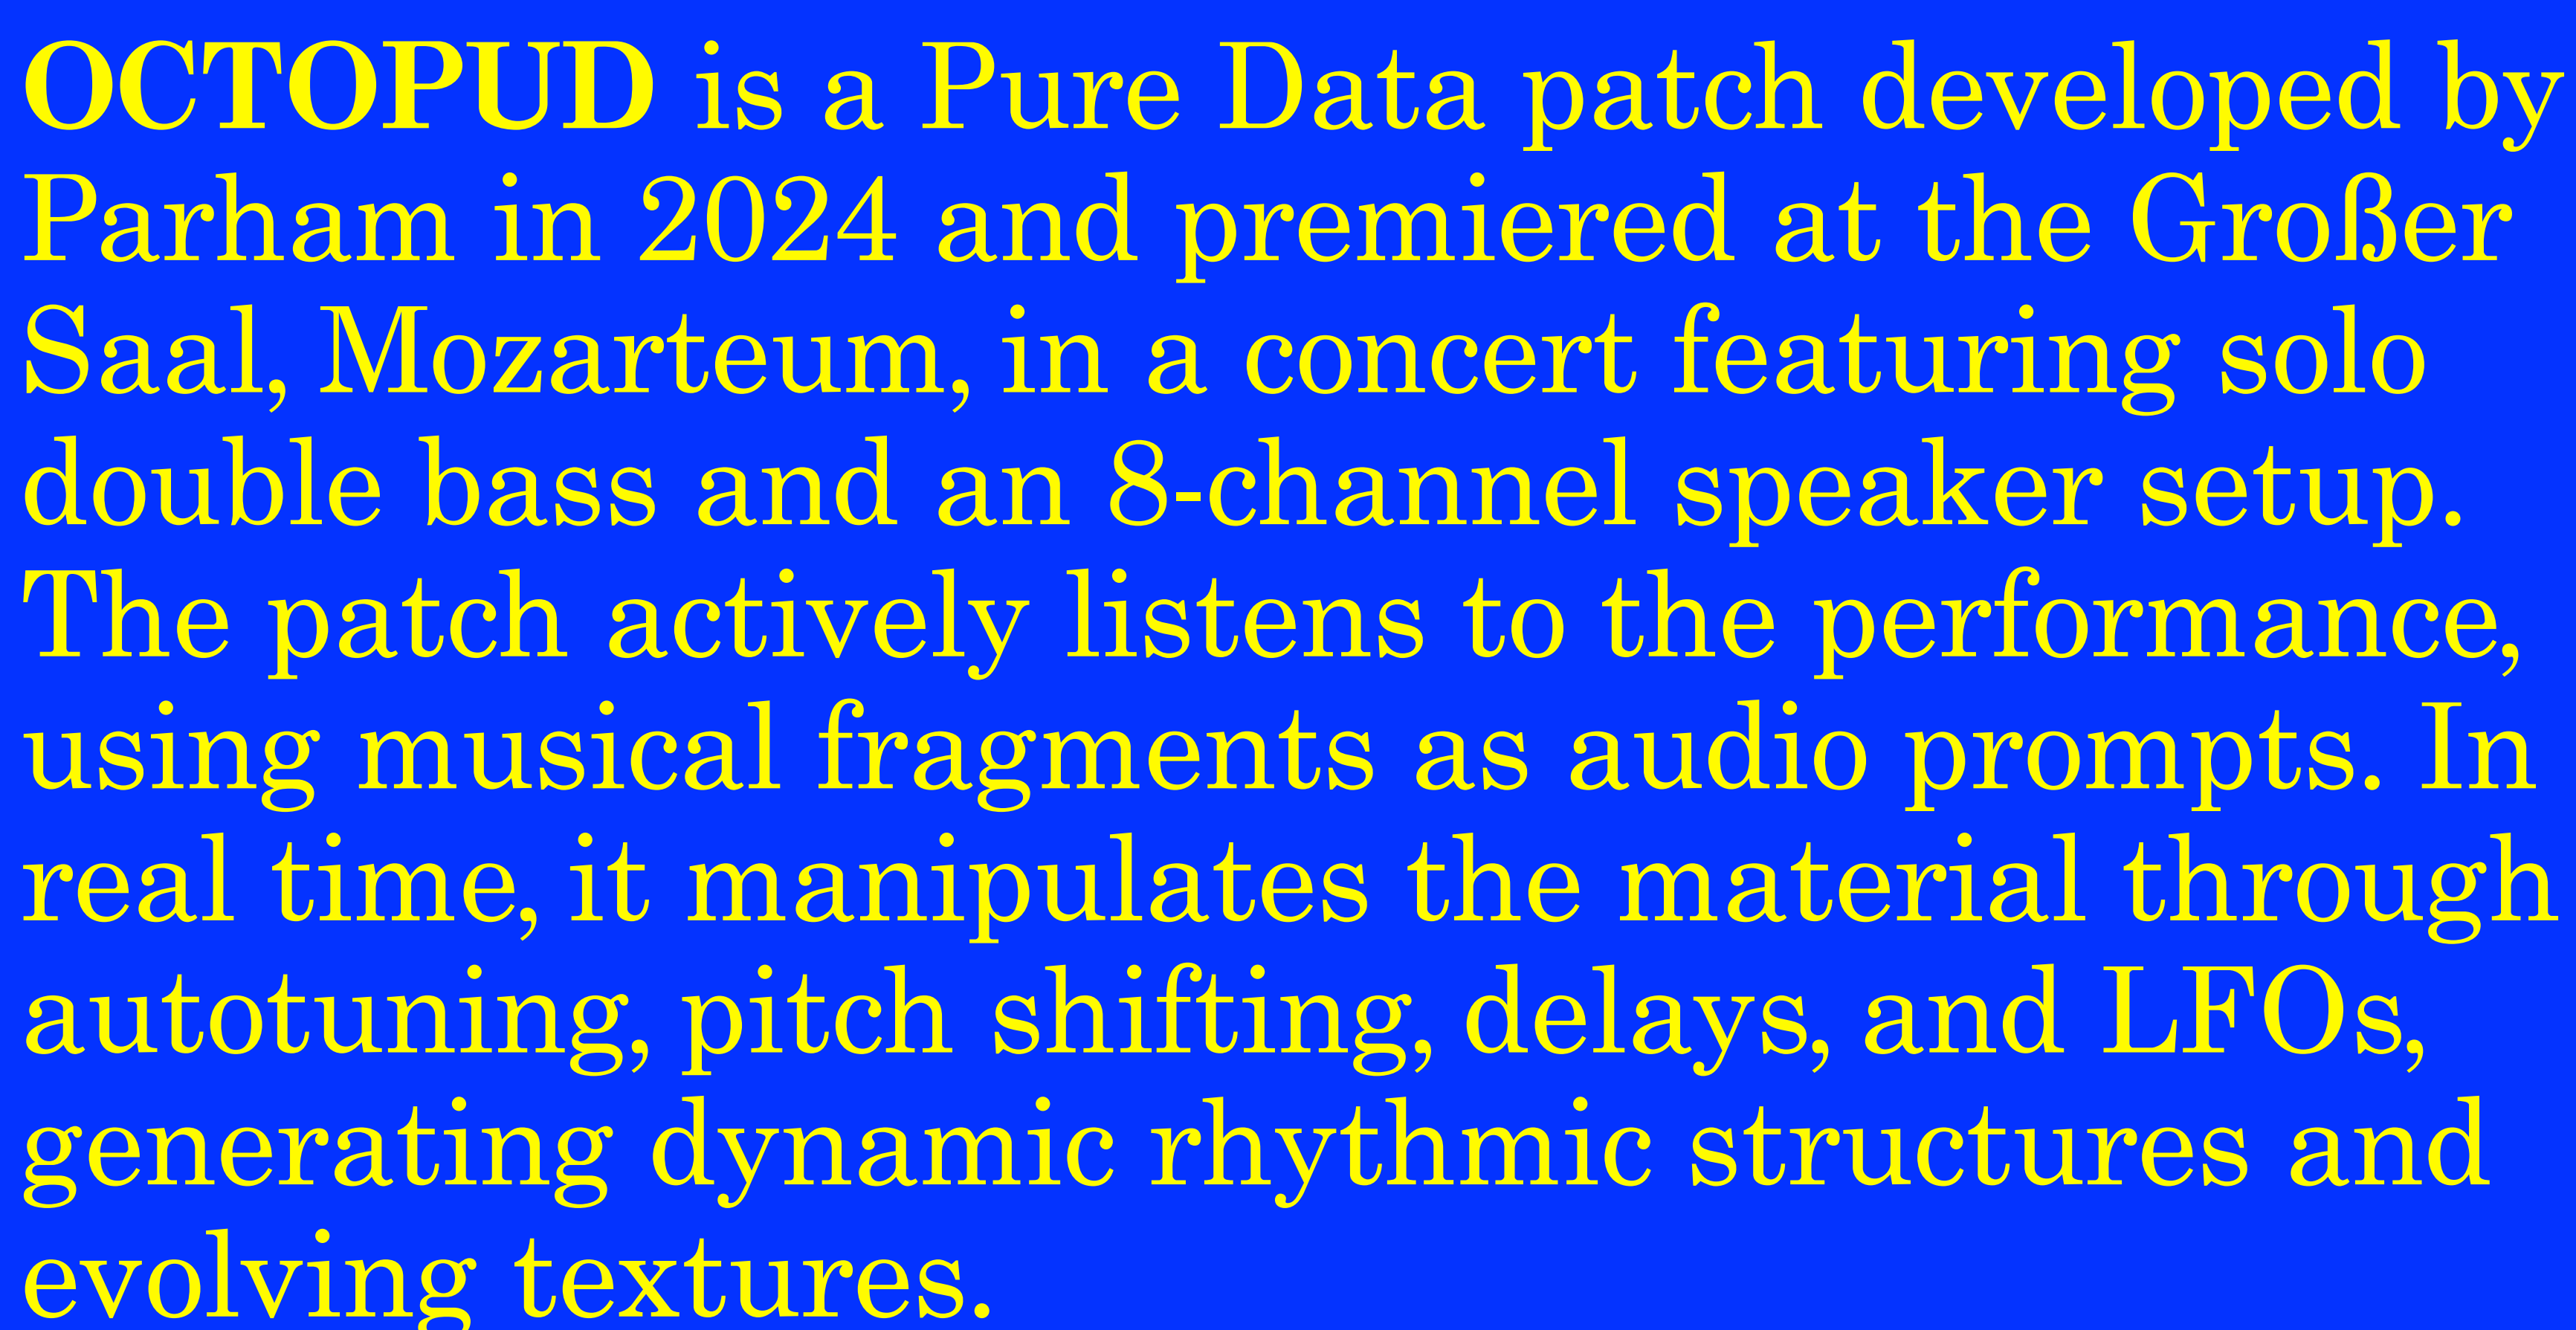 OCTOPUD is a Pure Data patch developed by
Parham in 2024 and premiered at the Großer
Saal, Mozarteum, in a concert featuring solo
double bass and an 8-channel speaker setup.
The patch actively listens to the performance,
using musical fragments as audio prompts. In
real time, it manipulates the material through
autotuning, pitch shifting, delays, and LFOs,
generating dynamic rhythmic structures and
evolving textures.